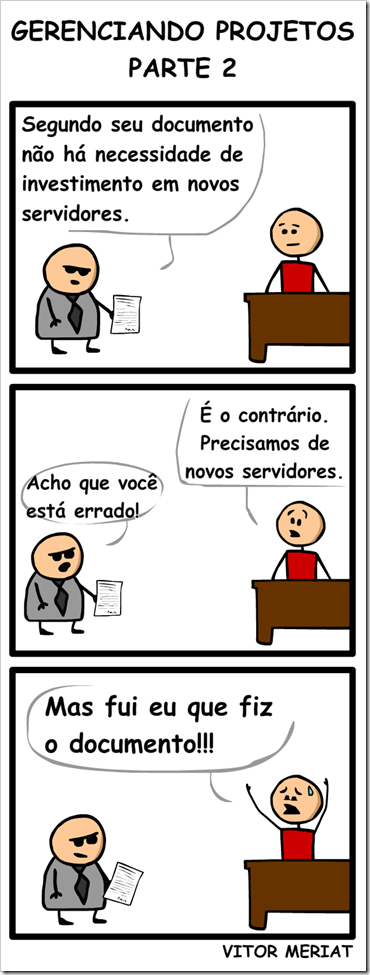 GERENCIANDO PROJETOS
PARTE 2
Segundo seu documento
não há necessidade de
investimento em novos
servidores.
É o contrário.
Precisamos de
novos servidores.
Acho que você
está errado!
Mas fui eu que fiz
o documento!!!
VITOR MERIAT